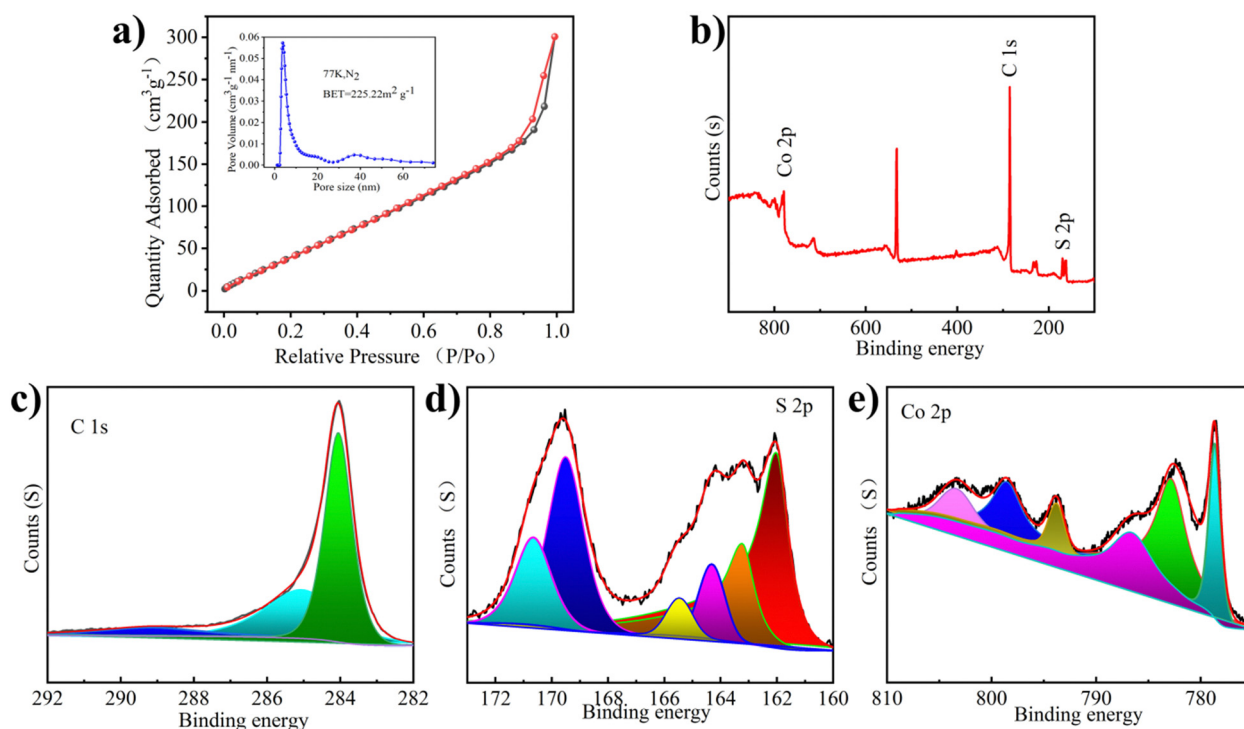 a)
300
250
200
150
100
50
0
Quantity Adsorbed (cm³g⁻¹)
0.0 0.2 0.4 0.6 0.8 1.0
Relative Pressure (P/Po)
0.06
0.05
0.04
0.03
0.02
0.01
0.00
Pore Volume (cm³g⁻¹ nm⁻¹)
77K,N₂
BET=225.22m² g⁻¹
0 20 40 60
Pore size (nm)
b)
Counts (s)
Co 2p
C 1s
S 2p
800 600 400 200
Binding energy
c)
C 1s
Counts (S)
292 290 288 286 284 282
Binding energy
d)
S 2p
Counts (S)
172 170 168 166 164 162 160
Binding energy
e)
Co 2p
Counts (S)
810 800 790 780
Binding energy